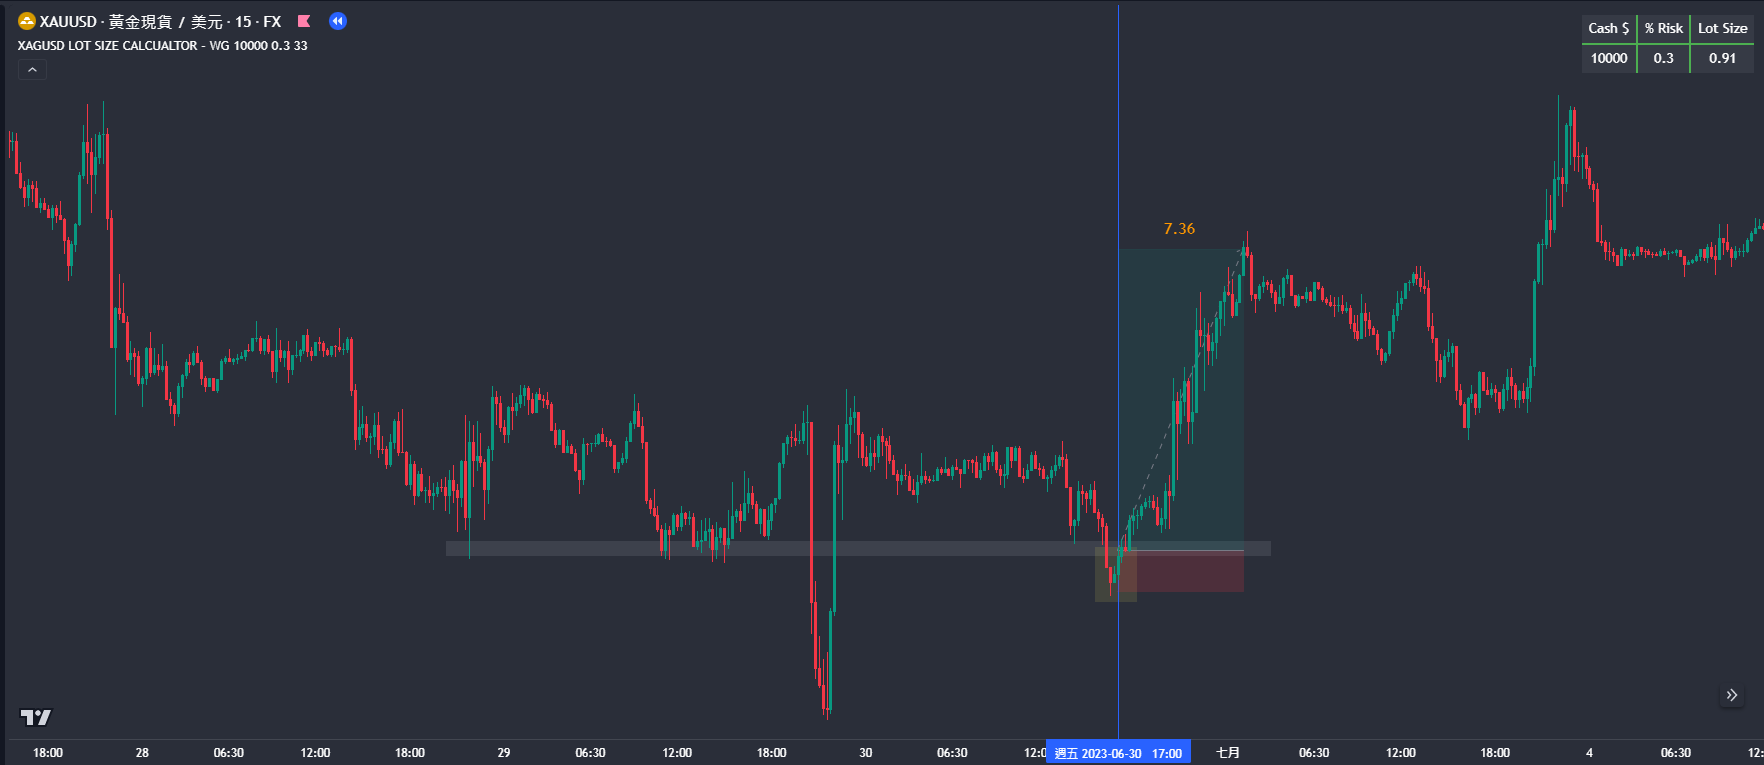 XAUUSD · 黃金現貨 / 美元 · 15 · FX
XAGUSD LOT SIZE CALCUALTOR - WG 10000 0.3 33
Cash $ % Risk Lot Size
10000 0.3 0.91
7.36
18:00 28 06:30 12:00 18:00 29 06:30 12:00 18:00 30 06:30 12:0 週五 2023-06-30 17:00 七月 06:30 12:00 18:00 4 06:30 12: